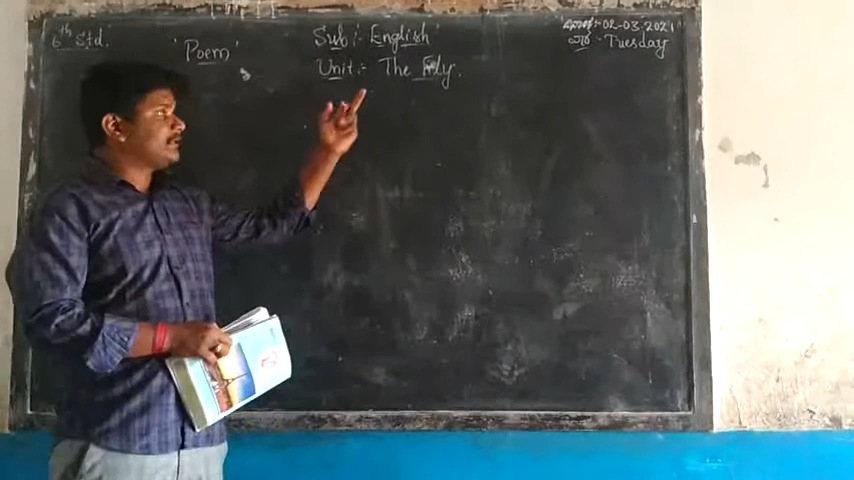 6th Std.
'Poem'
Sub :- English
Unit :- The Fly.
02-03-2021
ವಾರ :- Tuesday